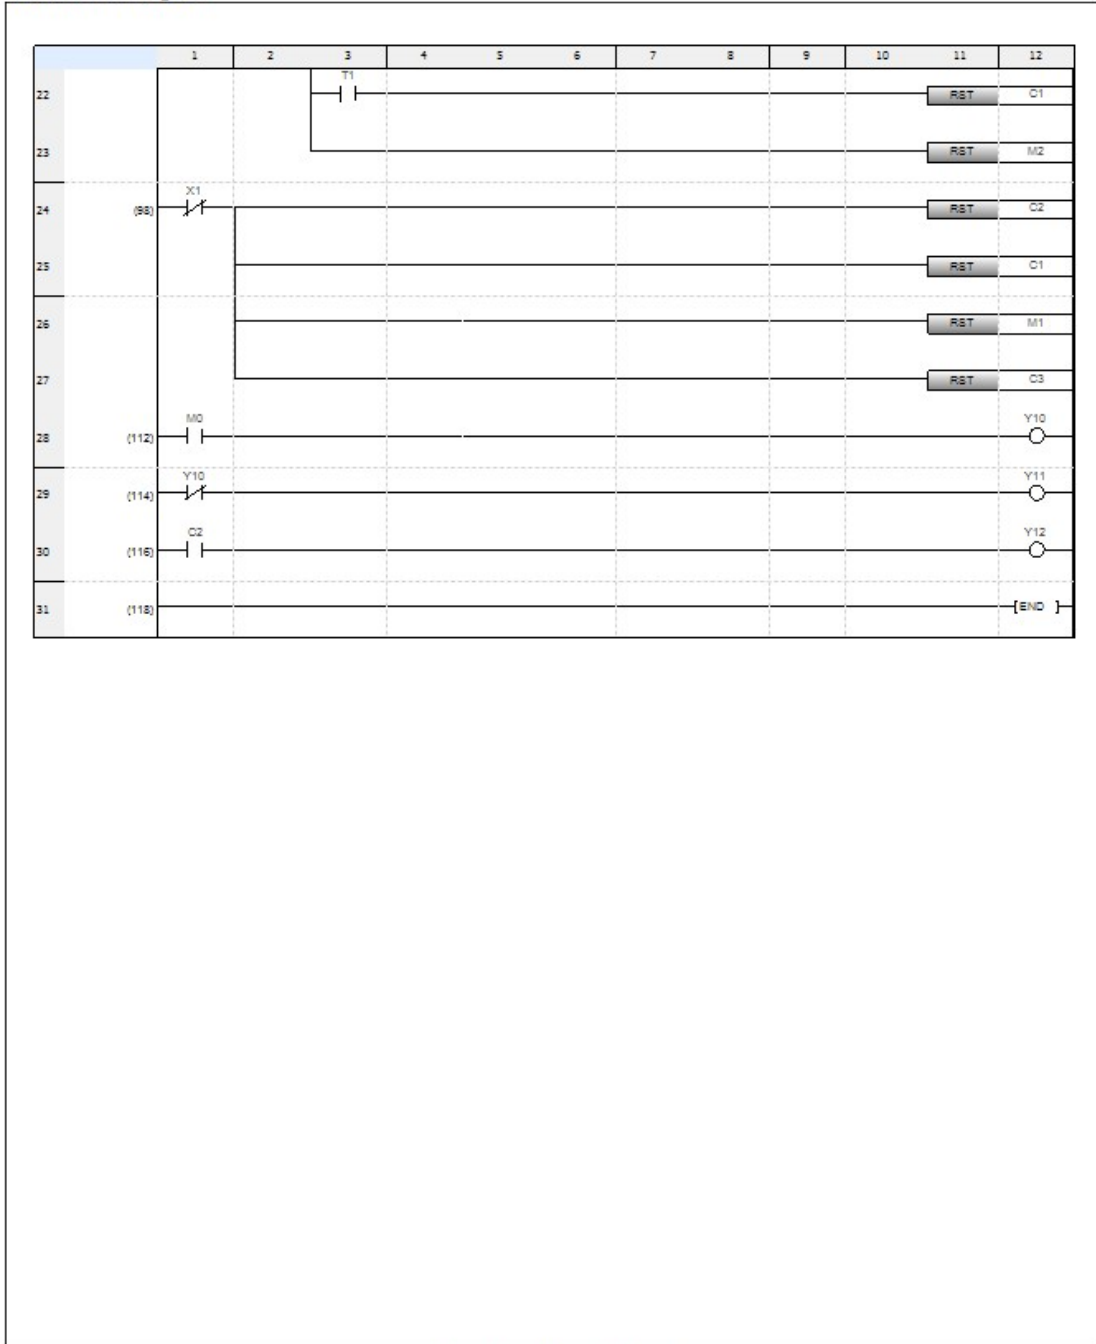 1 2 3 4 5 6 7 8 9 10 11 12
T1
22 RST C1
23 RST M2
X1
24 (98) RST C2
25 RST C1
26 RST M1
27 RST C3
M0 Y10
28 (112)
Y10 Y11
29 (114)
C2 Y12
30 (116)
31 (118) [END ]